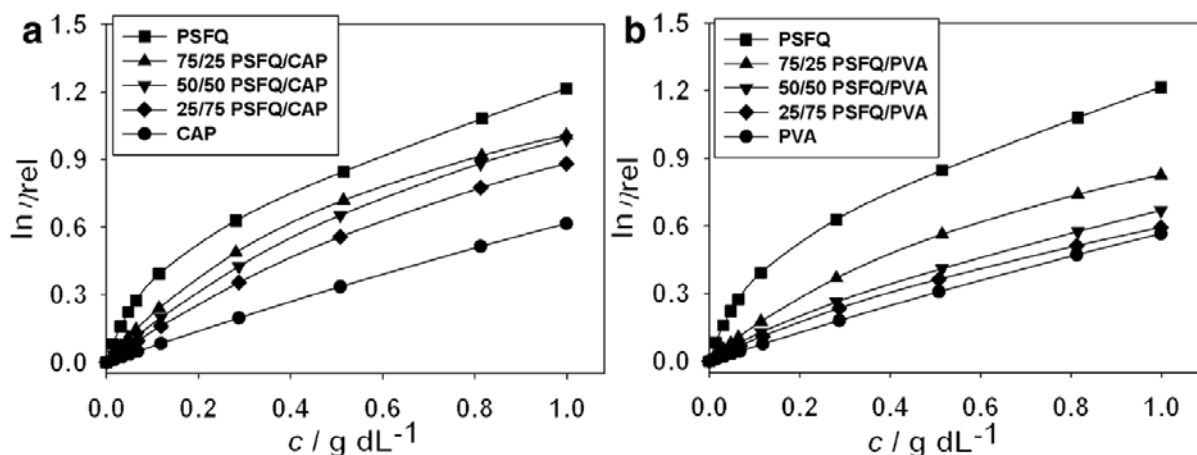 a
PSFQ
75/25 PSFQ/CAP
50/50 PSFQ/CAP
25/75 PSFQ/CAP
CAP
1.5
1.2
0.9
0.6
0.3
0.0
ln ηrel
0.0 0.2 0.4 0.6 0.8 1.0
c / g dL⁻¹
b
PSFQ
75/25 PSFQ/PVA
50/50 PSFQ/PVA
25/75 PSFQ/PVA
PVA
1.5
1.2
0.9
0.6
0.3
0.0
ln ηrel
0.0 0.2 0.4 0.6 0.8 1.0
c / g dL⁻¹